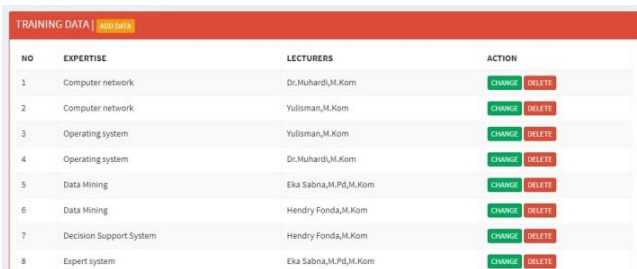 TRAINING DATA | ADD DATA
NO EXPERTISE LECTURERS ACTION
1 Computer network Dr.Muhardi,M.Kom CHANGE DELETE
2 Computer network Yulisman,M.Kom CHANGE DELETE
3 Operating system Yulisman,M.Kom CHANGE DELETE
4 Operating system Dr.Muhardi,M.Kom CHANGE DELETE
5 Data Mining Eka Sabna,M.Pd,M.Kom CHANGE DELETE
6 Data Mining Hendry Fonda,M.Kom CHANGE DELETE
7 Decision Support System Hendry Fonda,M.Kom CHANGE DELETE
8 Expert system Eka Sabna,M.Pd,M.Kom CHANGE DELETE